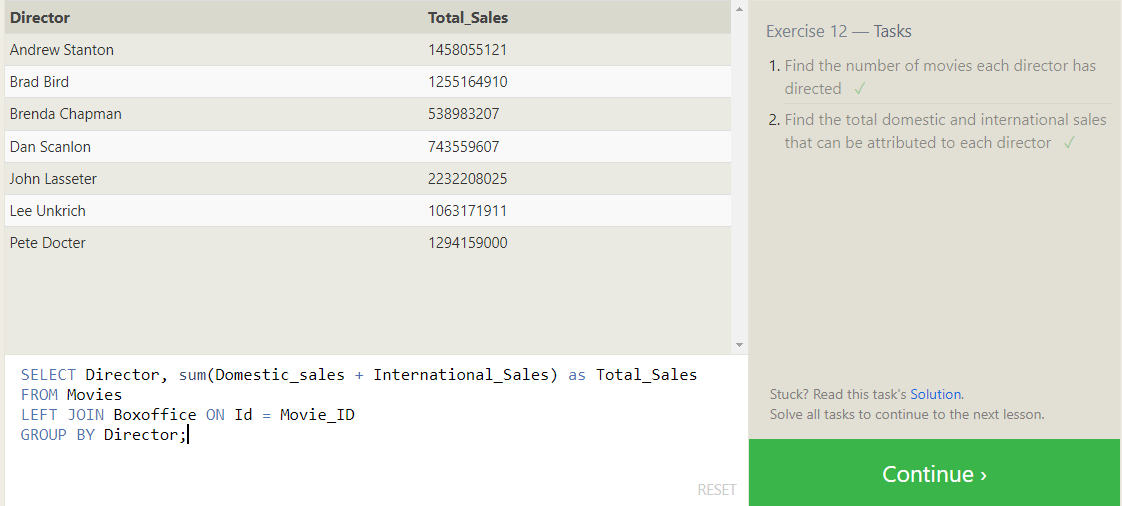 Director Total_Sales
Andrew Stanton 1458055121
Brad Bird 1255164910
Brenda Chapman 538983207
Dan Scanlon 743559607
John Lasseter 2232208025
Lee Unkrich 1063171911
Pete Docter 1294159000
SELECT Director, sum(Domestic_sales + International_Sales) as Total_Sales
FROM Movies
LEFT JOIN Boxoffice ON Id = Movie_ID
GROUP BY Director;
RESET
Exercise 12 — Tasks
1. Find the number of movies each director has
directed ✓
2. Find the total domestic and international sales
that can be attributed to each director ✓
Stuck? Read this task's Solution.
Solve all tasks to continue to the next lesson.
Continue ›